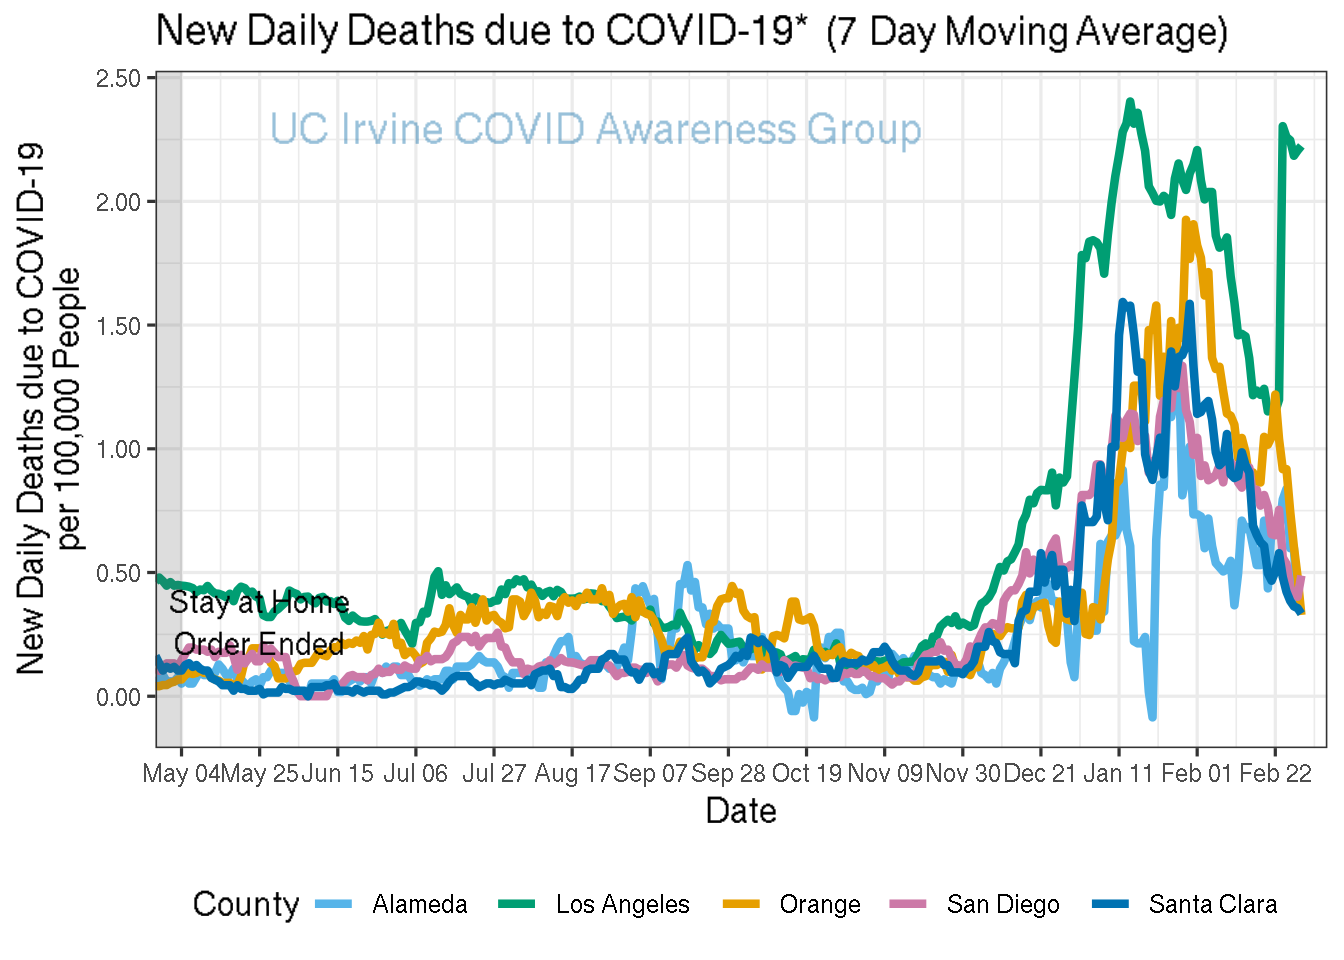 New Daily Deaths due to COVID-19* (7 Day Moving Average)
UC Irvine COVID Awareness Group
New Daily Deaths due to COVID-19
per 100,000 People
2.50
2.00
1.50
1.00
0.50
0.00
Stay at Home
Order Ended
May 04 May 25 Jun 15 Jul 06 Jul 27 Aug 17 Sep 07 Sep 28 Oct 19 Nov 09 Nov 30 Dec 21 Jan 11 Feb 01 Feb 22
Date
County Alameda Los Angeles Orange San Diego Santa Clara